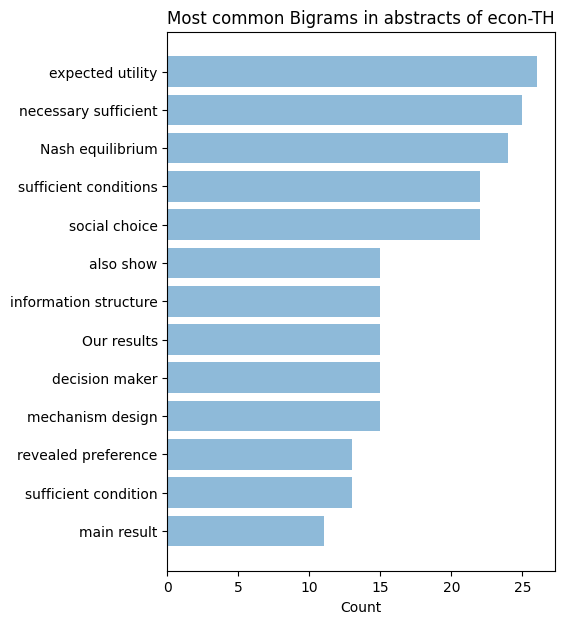 Most common Bigrams in abstracts of econ-TH
expected utility
necessary sufficient
Nash equilibrium
sufficient conditions
social choice
also show
information structure
Our results
decision maker
mechanism design
revealed preference
sufficient condition
main result
0 5 10 15 20 25
Count